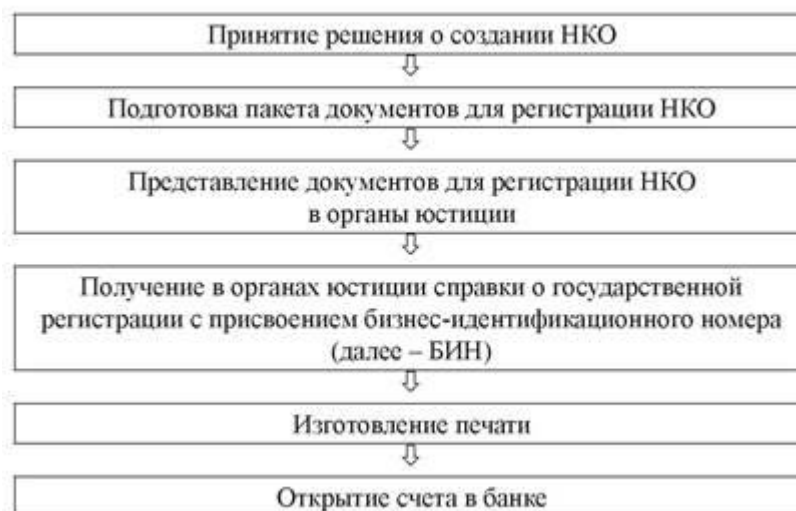 Принятие решения о создании НКО
Подготовка пакета документов для регистрации НКО
Представление документов для регистрации НКО
в органы юстиции
Получение в органах юстиции справки о государственной
регистрации с присвоением бизнес-идентификационного номера
(далее – БИН)
Изготовление печати
Открытие счета в банке